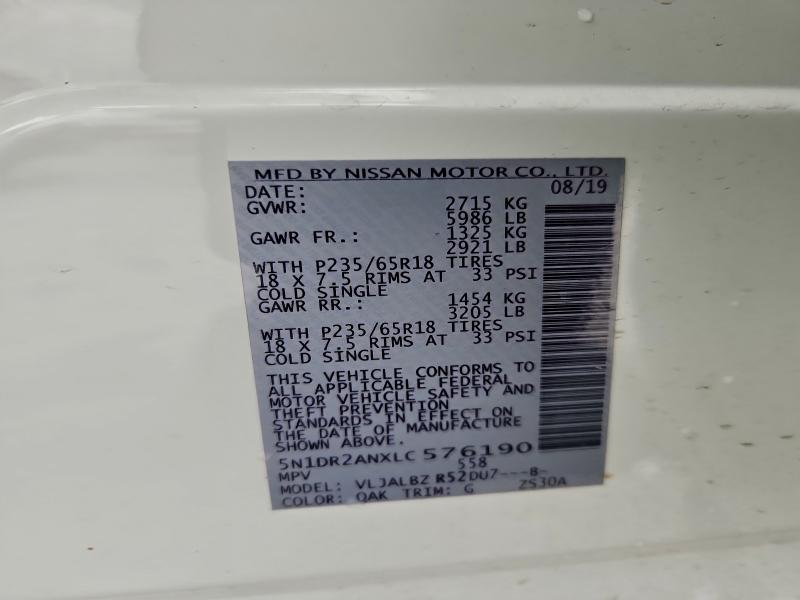 MFD BY NISSAN MOTOR CO., LTD.
DATE: 08/19
GVWR: 2715 KG
5986 LB
GAWR FR.: 1325 KG
2921 LB
WITH P235/65R18 TIRES
18 X 7.5 RIMS AT 33 PSI
COLD SINGLE
GAWR RR.: 1454 KG
3205 LB
WITH P235/65R18 TIRES
18 X 7.5 RIMS AT 33 PSI
COLD SINGLE
THIS VEHICLE CONFORMS TO
ALL APPLICABLE FEDERAL
MOTOR VEHICLE SAFETY AND
THEFT PREVENTION
STANDARDS IN EFFECT ON
THE DATE OF MANUFACTURE
SHOWN ABOVE.
5N1DR2ANXLC 576190
MPV 558
MODEL: VLJALBZ R52DU7---B-
COLOR: QAK TRIM: G ZS30A